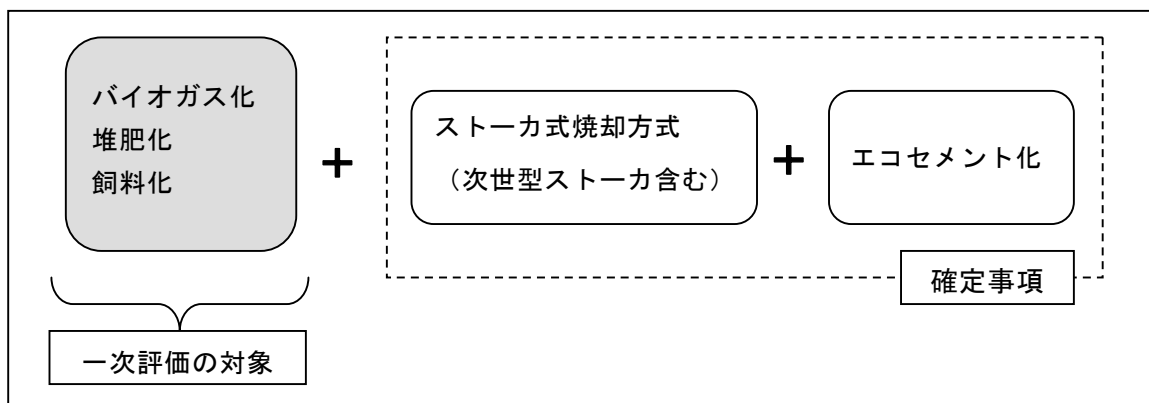 バイオガス化
堆肥化
飼料化
+
ストーカ式焼却方式
（次世型ストーカ含む）
+
エコセメント化
確定事項
一次評価の対象